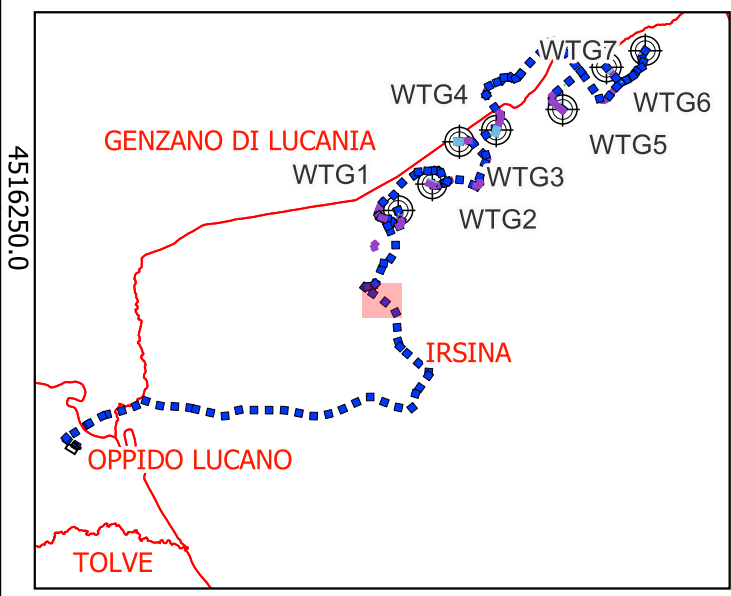 WTG7
WTG4
WTG6
GENZANO DI LUCANIA
WTG5
WTG1
WTG3
4516250.0
WTG2
IRSINA
OPPIDO LUCANO
TOLVE